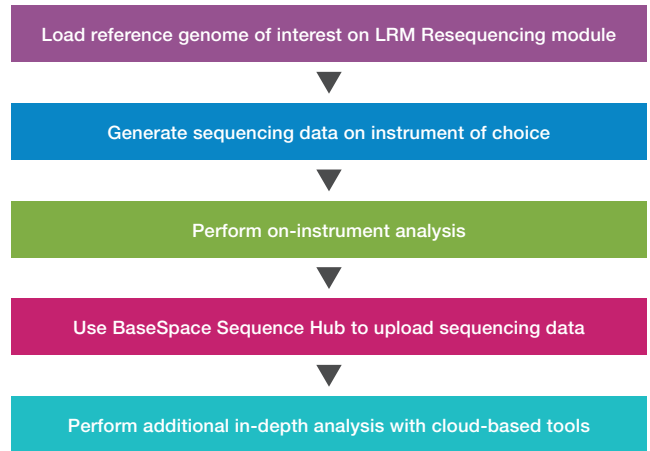 Load reference genome of interest on LRM Resequencing module
Generate sequencing data on instrument of choice
Perform on-instrument analysis
Use BaseSpace Sequence Hub to upload sequencing data
Perform additional in-depth analysis with cloud-based tools